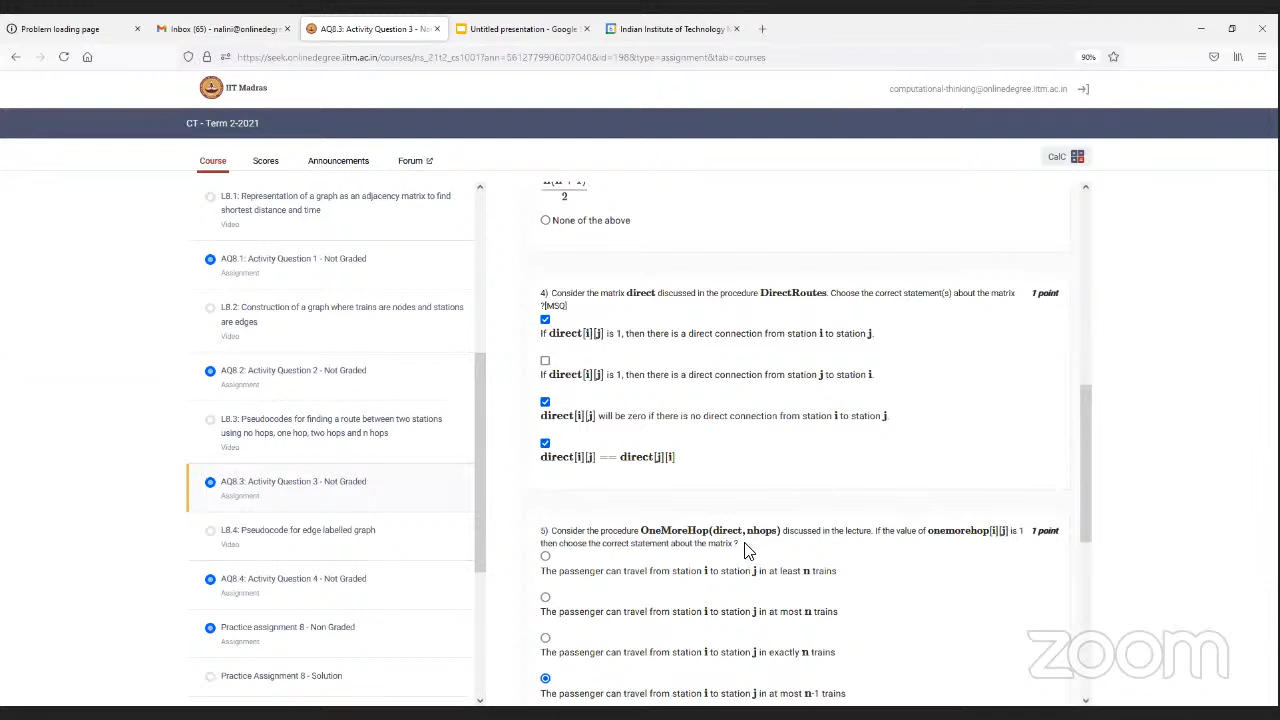 Problem loading page
Inbox (65) - nalini@onlinedegr
AQ8.3: Activity Question 3 - No
Untitled presentation - Google
Indian Institute of Technology M
90%
IIT Madras
computational-thinking@onlinedegree.iitm.ac.in
CT - Term 2-2021
Course
Scores
Announcements
Forum
CalC
L8.1: Representation of a graph as an adjacency matrix to find
shortest distance and time
Video
AQ8.1: Activity Question 1 - Not Graded
Assignment
L8.2: Construction of a graph where trains are nodes and stations
are edges
Video
AQ8.2: Activity Question 2 - Not Graded
Assignment
L8.3: Pseudocodes for finding a route between two stations
using no hops, one hop, two hops and n hops
Video
AQ8.3: Activity Question 3 - Not Graded
Assignment
L8.4: Pseudocode for edge labelled graph
Video
AQ8.4: Activity Question 4 - Not Graded
Assignment
Practice assignment 8 - Non Graded
Assignment
Practice Assignment 8 - Solution
2
None of the above
4) Consider the matrix direct discussed in the procedure DirectRoutes. Choose the correct statement(s) about the matrix 1 point
?[MSQ]
If direct[i][j] is 1, then there is a direct connection from station i to station j.
If direct[i][j] is 1, then there is a direct connection from station j to station i.
direct[i][j] will be zero if there is no direct connection from station i to station j.
direct[i][j] == direct[j][i]
5) Consider the procedure OneMoreHop(direct, nhops) discussed in the lecture. If the value of onemorehop[i][j] is 1 1 point
then choose the correct statement about the matrix ?
The passenger can travel from station i to station j in at least n trains
The passenger can travel from station i to station j in at most n trains
The passenger can travel from station i to station j in exactly n trains
The passenger can travel from station i to station j in at most n-1 trains
zoom